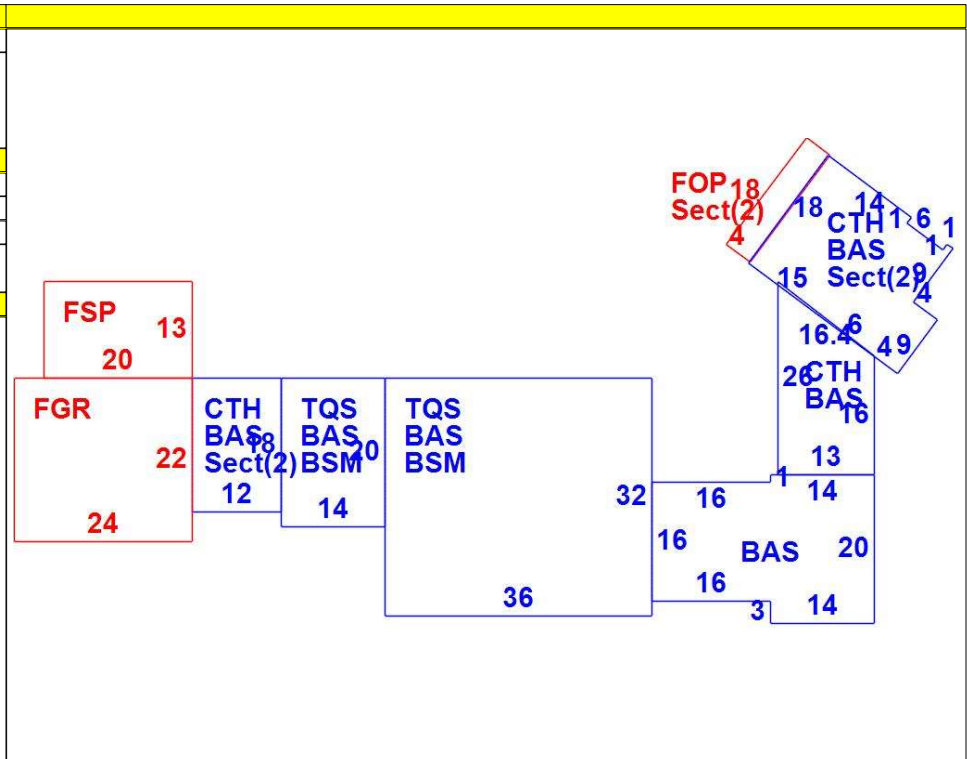 FOP 18
Sect(2)
4
18
14
1
6
1
1
CTH
BAS
Sect(2)
9
4
15
6
16.4
4
9
FSP
13
20
26
CTH
BAS
16
13
FGR
22
24
CTH
BAS
Sect(2)
18
12
TQS
BAS
BSM
20
14
TQS
BAS
BSM
32
36
1
16
14
16
BAS
20
16
3
14